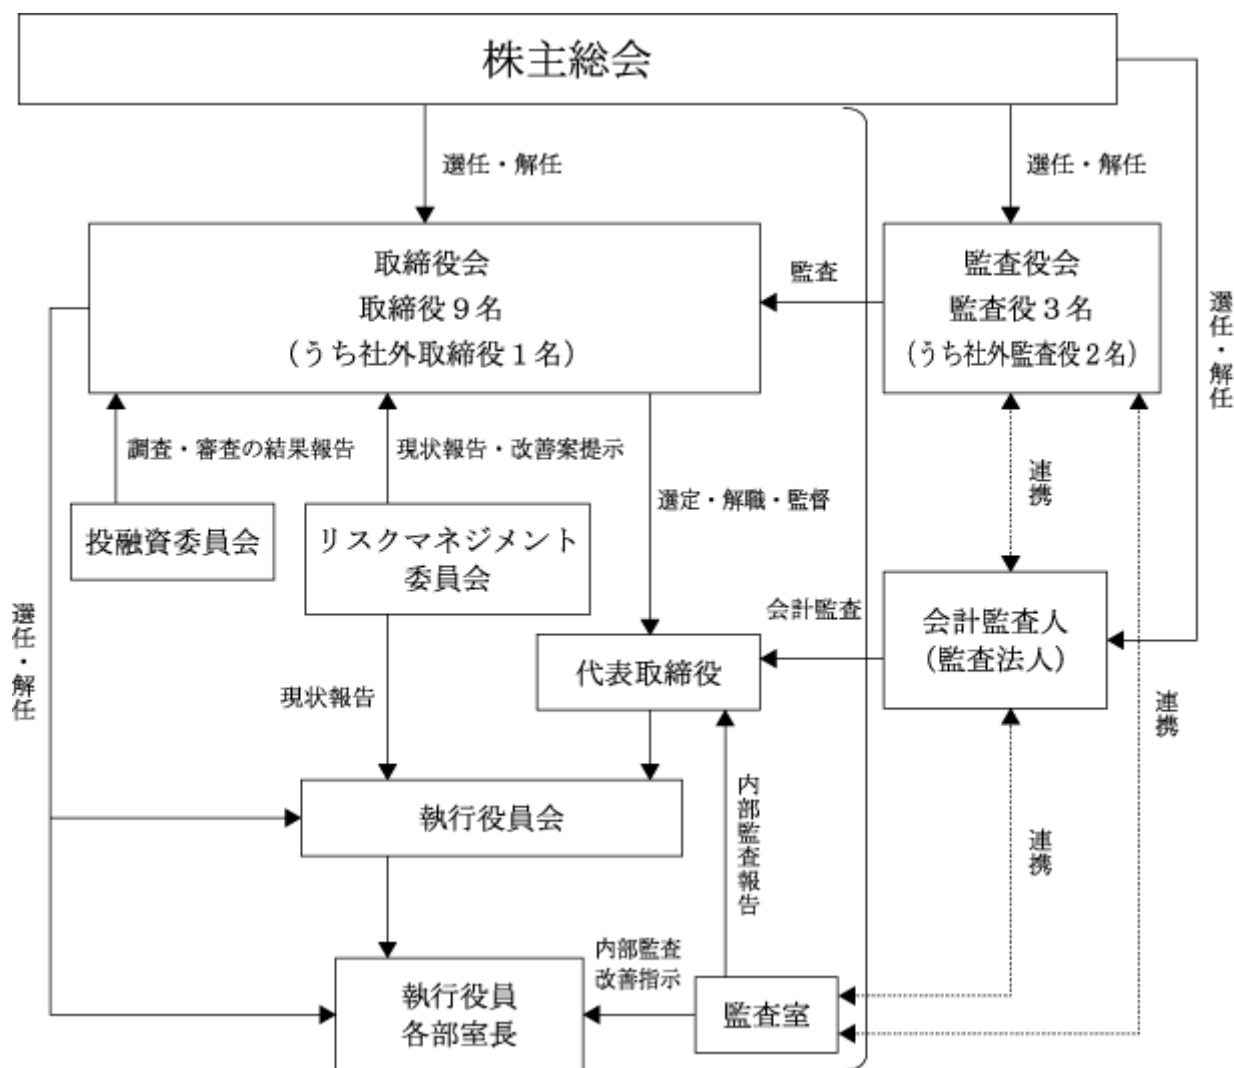 株主総会
選任・解任
選任・解任
選任・解任
取締役会
取締役９名
（うち社外取締役１名）
監査
監査役会
監査役３名
（うち社外監査役２名）
調査・審査の結果報告
現状報告・改善案提示
選定・解職・監督
連携
投融資委員会
リスクマネジメント
委員会
会計監査
会計監査人
（監査法人）
選任・解任
代表取締役
現状報告
連携
執行役員会
内部監査報告
連携
内部監査
改善指示
執行役員
各部室長
監査室